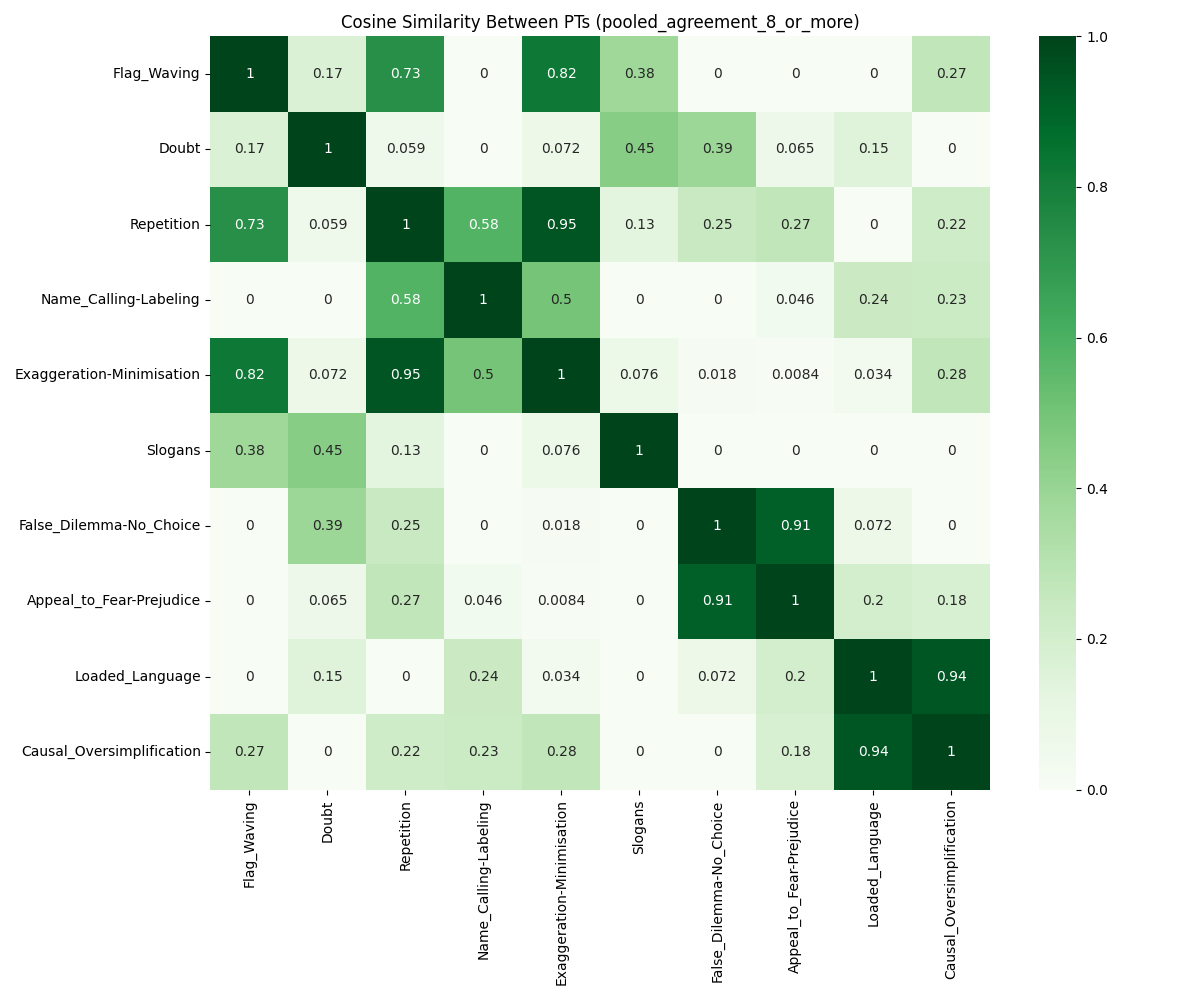 Cosine Similarity Between PTs (pooled_agreement_8_or_more)
Flag_Waving 1 0.17 0.73 0 0.82 0.38 0 0 0 0.27
Doubt 0.17 1 0.059 0 0.072 0.45 0.39 0.065 0.15 0
Repetition 0.73 0.059 1 0.58 0.95 0.13 0.25 0.27 0 0.22
Name_Calling-Labeling 0 0 0.58 1 0.5 0 0 0.046 0.24 0.23
Exaggeration-Minimisation 0.82 0.072 0.95 0.5 1 0.076 0.018 0.0084 0.034 0.28
Slogans 0.38 0.45 0.13 0 0.076 1 0 0 0 0
False_Dilemma-No_Choice 0 0.39 0.25 0 0.018 0 1 0.91 0.072 0
Appeal_to_Fear-Prejudice 0 0.065 0.27 0.046 0.0084 0 0.91 1 0.2 0.18
Loaded_Language 0 0.15 0 0.24 0.034 0 0.072 0.2 1 0.94
Causal_Oversimplification 0.27 0 0.22 0.23 0.28 0 0 0.18 0.94 1
Flag_Waving
Doubt
Repetition
Name_Calling-Labeling
Exaggeration-Minimisation
Slogans
False_Dilemma-No_Choice
Appeal_to_Fear-Prejudice
Loaded_Language
Causal_Oversimplification
1.0
0.8
0.6
0.4
0.2
0.0